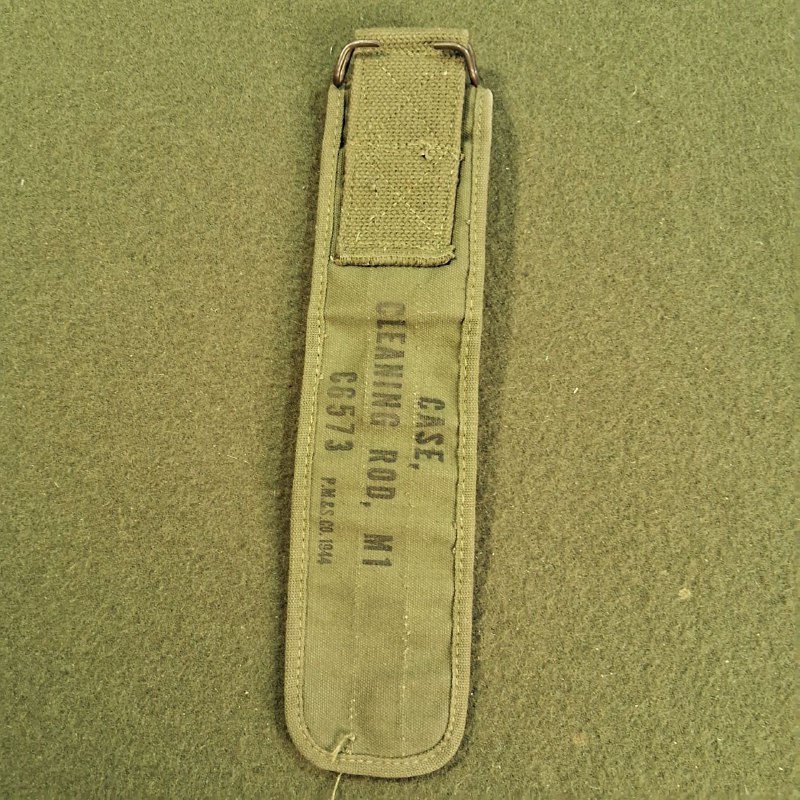 CASE,
CLEANING ROD, M1
C6573 P.M.&S.CO 1944